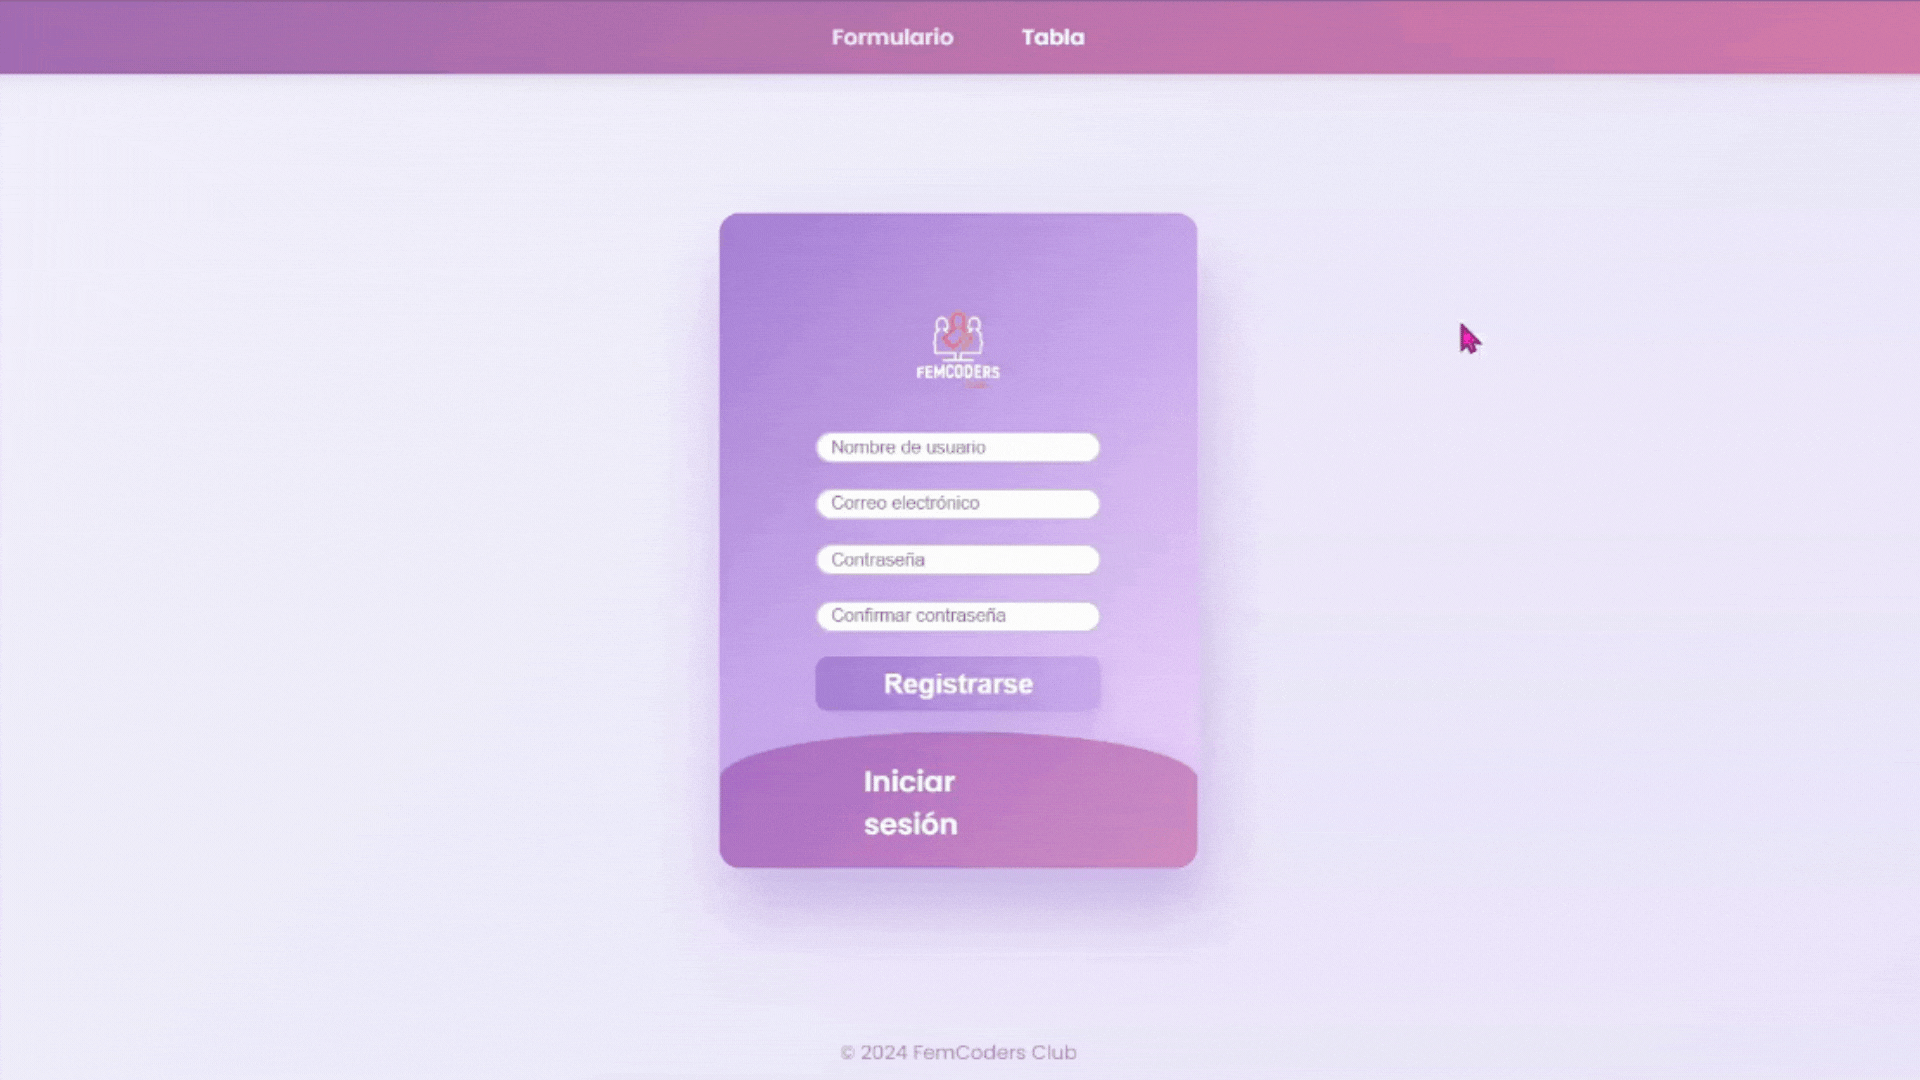 Formulario Tabla
FEMCODERS
Nombre de usuario
Correo electrónico
Contraseña
Confirmar contraseña
Registrarse
Iniciar
sesión
© 2024 FemCoders Club